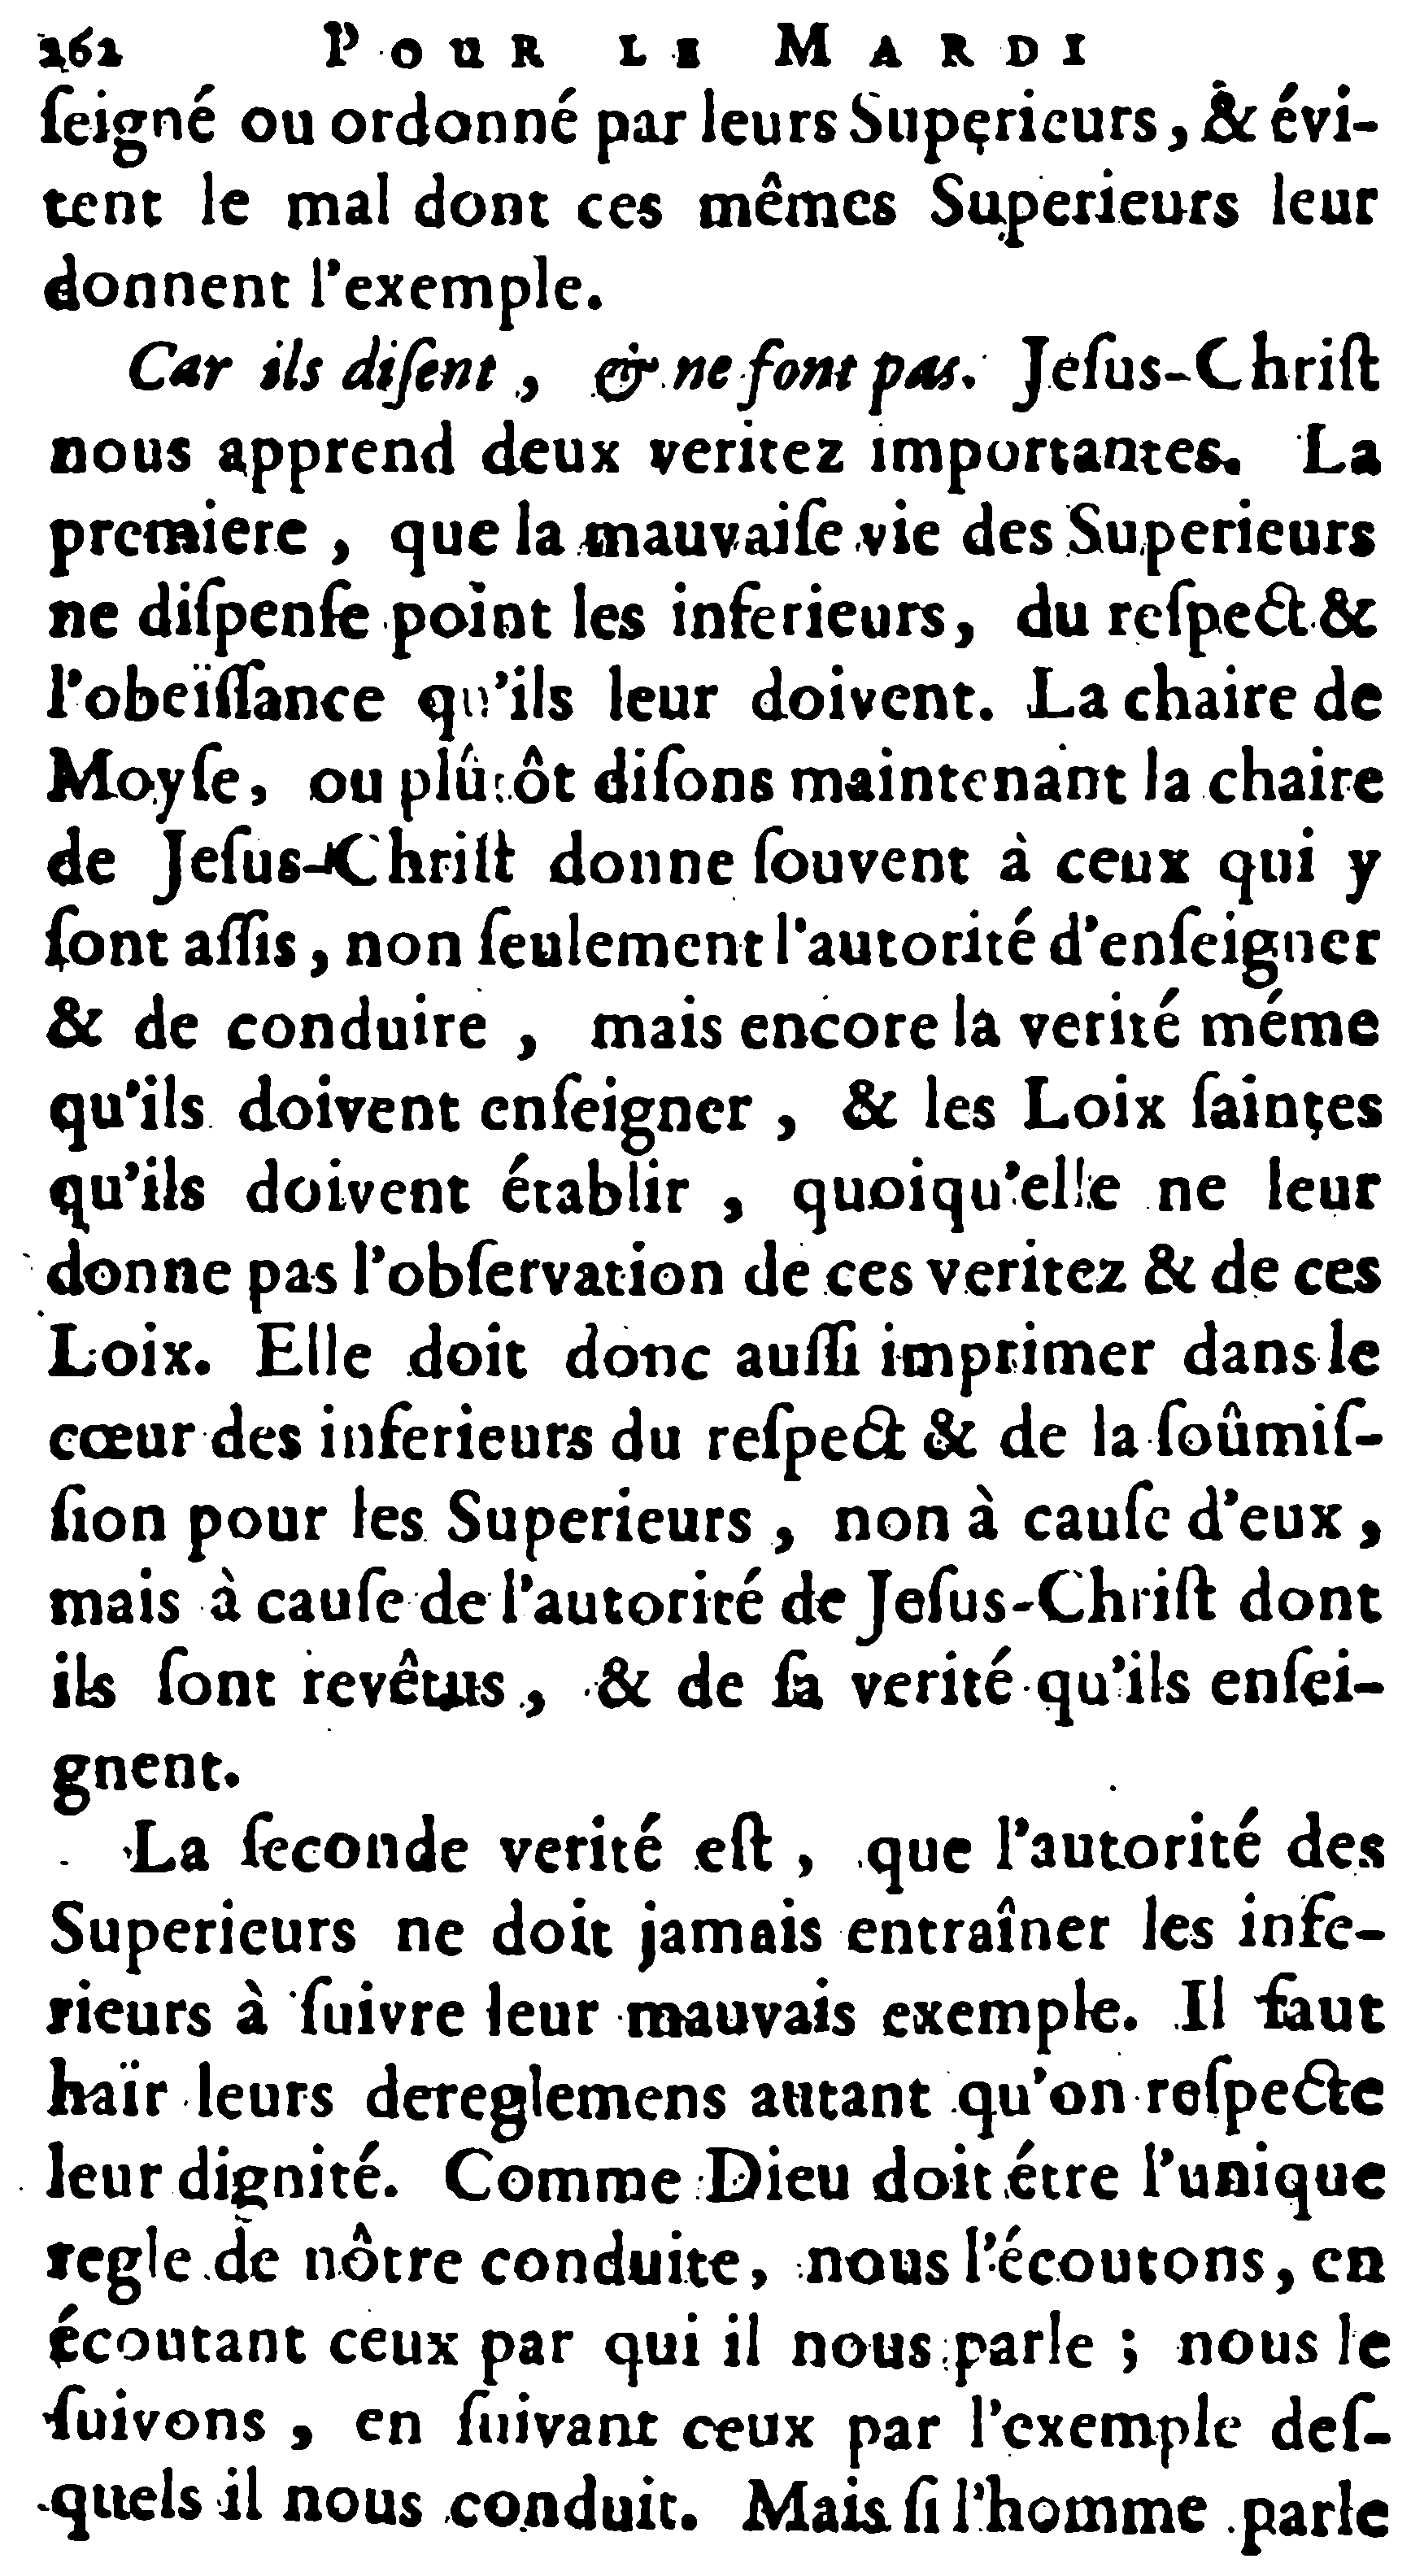 262 POUR LE MARDI
ſeigné ou ordonné par leurs Superieurs, & évi-
tent le mal dont ces mêmes Superieurs leur
donnent l'exemple.
Car ils diſent, & ne font pas. Jeſus-Chriſt
nous apprend deux veritez importantes. La
premiere, que la mauvaiſe vie des Superieurs
ne diſpenſe point les inferieurs, du reſpect &
l'obeïſſance qu'ils leur doivent. La chaire de
Moyſe, ou plûtôt diſons maintenant la chaire
de Jeſus-Chriſt donne ſouvent à ceux qui y
ſont aſſis, non ſeulement l'autorité d'enſeigner
& de conduire, mais encore la verité méme
qu'ils doivent enſeigner, & les Loix ſaintes
qu'ils doivent établir, quoiqu'elle ne leur
donne pas l'obſervation de ces veritez & de ces
Loix. Elle doit donc auſſi imprimer dans le
cœur des inferieurs du reſpect & de la ſoûmiſ-
ſion pour les Superieurs, non à cauſe d'eux,
mais à cauſe de l'autorité de Jeſus-Chriſt dont
ils ſont revêtus, & de ſa verité qu'ils enſei-
gnent.
La ſeconde verité eſt, que l'autorité des
Superieurs ne doit jamais entraîner les infe-
rieurs à ſuivre leur mauvais exemple. Il faut
haïr leurs dereglemens autant qu'on reſpecte
leur dignité. Comme Dieu doit étre l'unique
regle de nôtre conduite, nous l'écoutons, en
écoutant ceux par qui il nous parle ; nous le
ſuivons, en ſuivant ceux par l'exemple deſ-
quels il nous conduit. Mais ſi l'homme parle